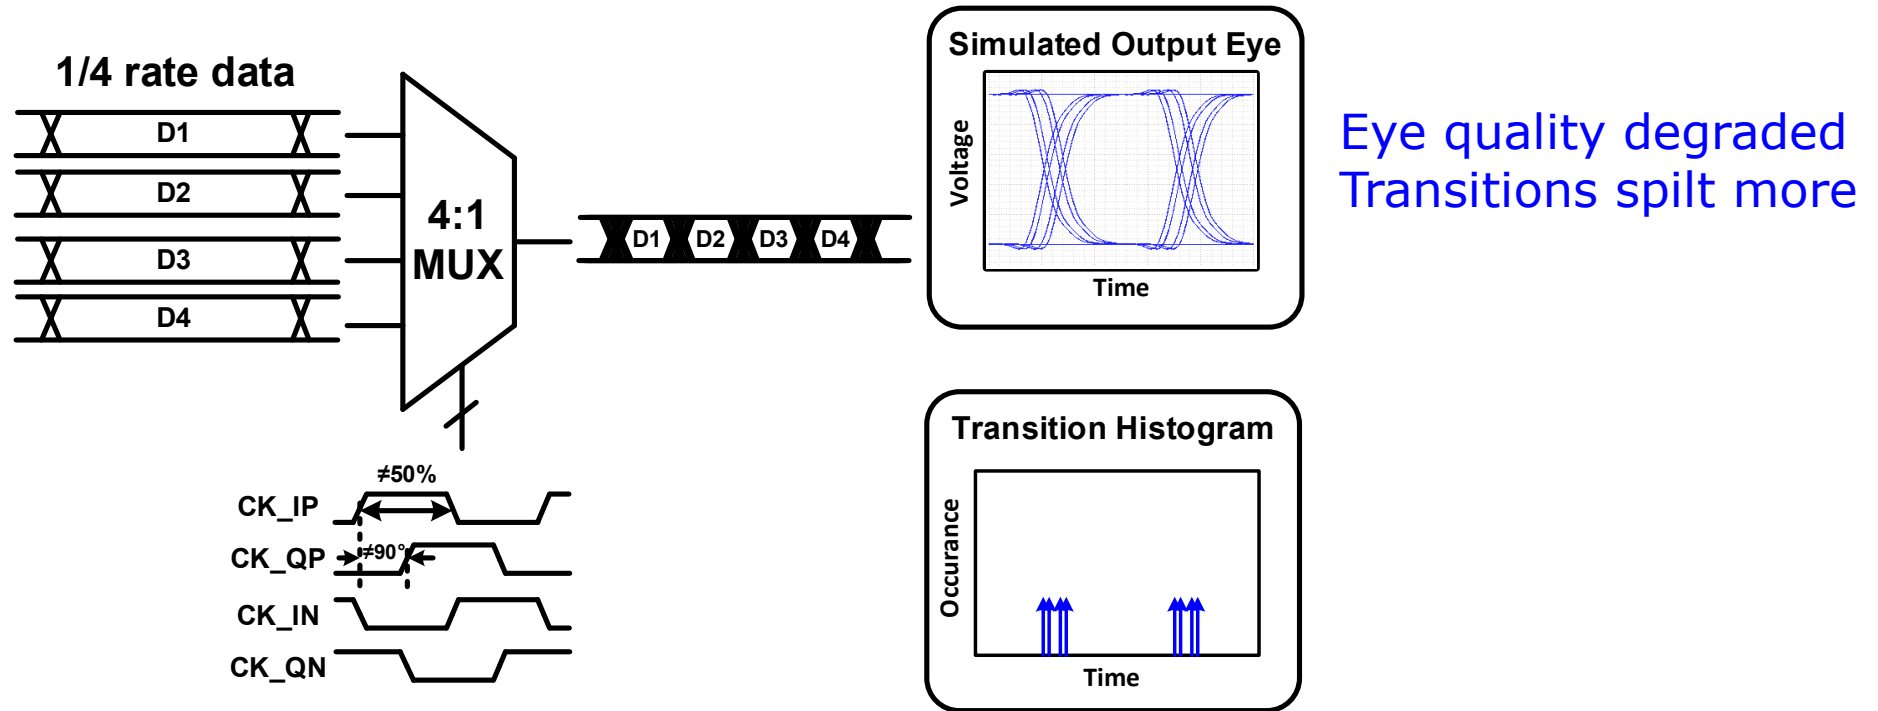 1/4 rate data
D1
D2
D3
D4
4:1
MUX
D1 D2 D3 D4
≠50%
CK_IP
CK_QP
≠90°
CK_IN
CK_QN
Simulated Output Eye
Voltage
Time
Eye quality degraded
Transitions spilt more
Transition Histogram
Occurance
Time